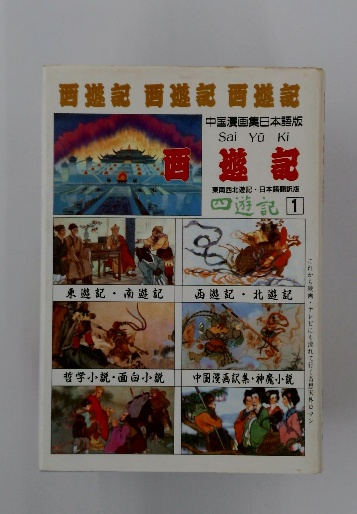 西遊記 西遊記 西遊記
中国漫画集日本語版
Sai Yū Ki
西遊記
東南西北遊記・日本語翻訳版
四遊記 1
東遊記・南遊記
西遊記・北遊記
哲学小説・面白小説
中国漫画訳集・神魔小説